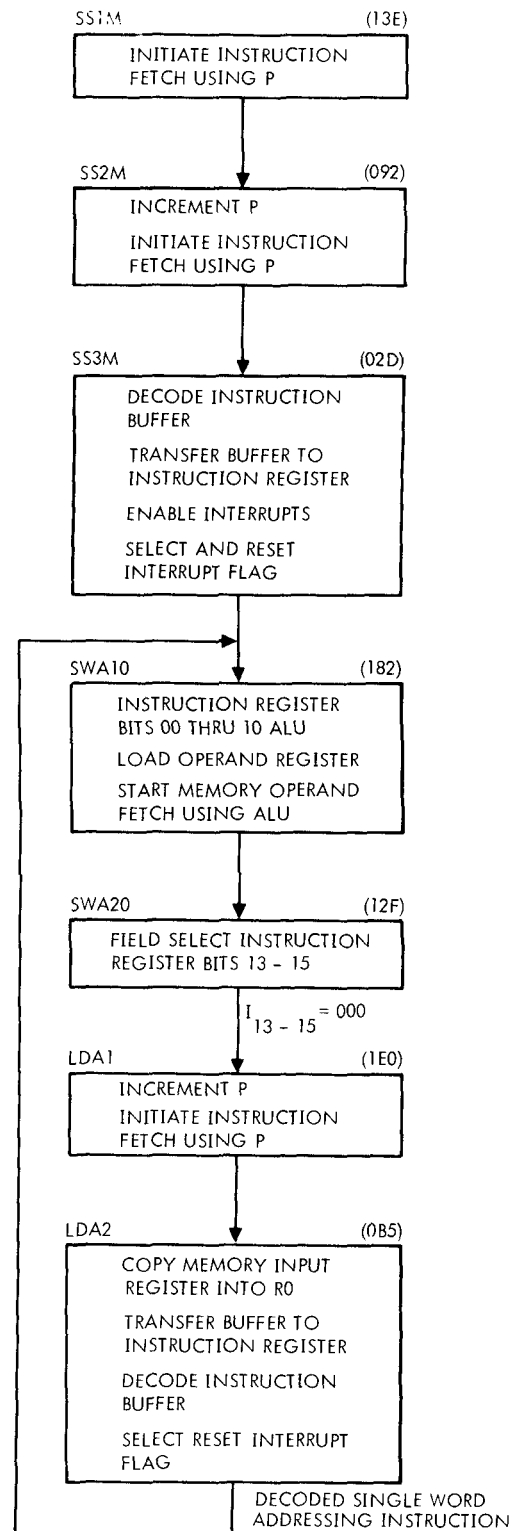 SS1M (13E)
INITIATE INSTRUCTION
FETCH USING P
SS2M (092)
INCREMENT P
INITIATE INSTRUCTION
FETCH USING P
SS3M (02D)
DECODE INSTRUCTION
BUFFER
TRANSFER BUFFER TO
INSTRUCTION REGISTER
ENABLE INTERRUPTS
SELECT AND RESET
INTERRUPT FLAG
SWA10 (182)
INSTRUCTION REGISTER
BITS 00 THRU 10 ALU
LOAD OPERAND REGISTER
START MEMORY OPERAND
FETCH USING ALU
SWA20 (12F)
FIELD SELECT INSTRUCTION
REGISTER BITS 13 - 15
I 13 - 15 = 000
LDA1 (1E0)
INCREMENT P
INITIATE INSTRUCTION
FETCH USING P
LDA2 (0B5)
COPY MEMORY INPUT
REGISTER INTO R0
TRANSFER BUFFER TO
INSTRUCTION REGISTER
DECODE INSTRUCTION
BUFFER
SELECT RESET INTERRUPT
FLAG
DECODED SINGLE WORD
ADDRESSING INSTRUCTION